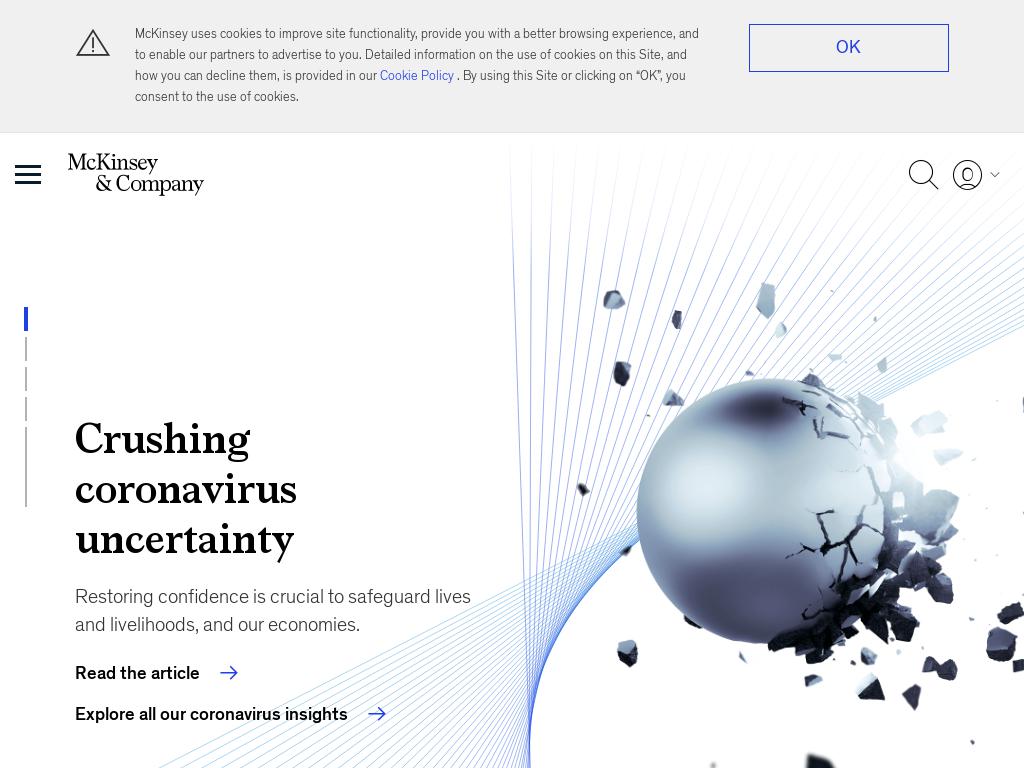 McKinsey uses cookies to improve site functionality, provide you with a better browsing experience, and
to enable our partners to advertise to you. Detailed information on the use of cookies on this Site, and
how you can decline them, is provided in our Cookie Policy . By using this Site or clicking on “OK”, you
consent to the use of cookies.
OK
McKinsey
& Company
Crushing
coronavirus
uncertainty
Restoring confidence is crucial to safeguard lives
and livelihoods, and our economies.
Read the article
Explore all our coronavirus insights